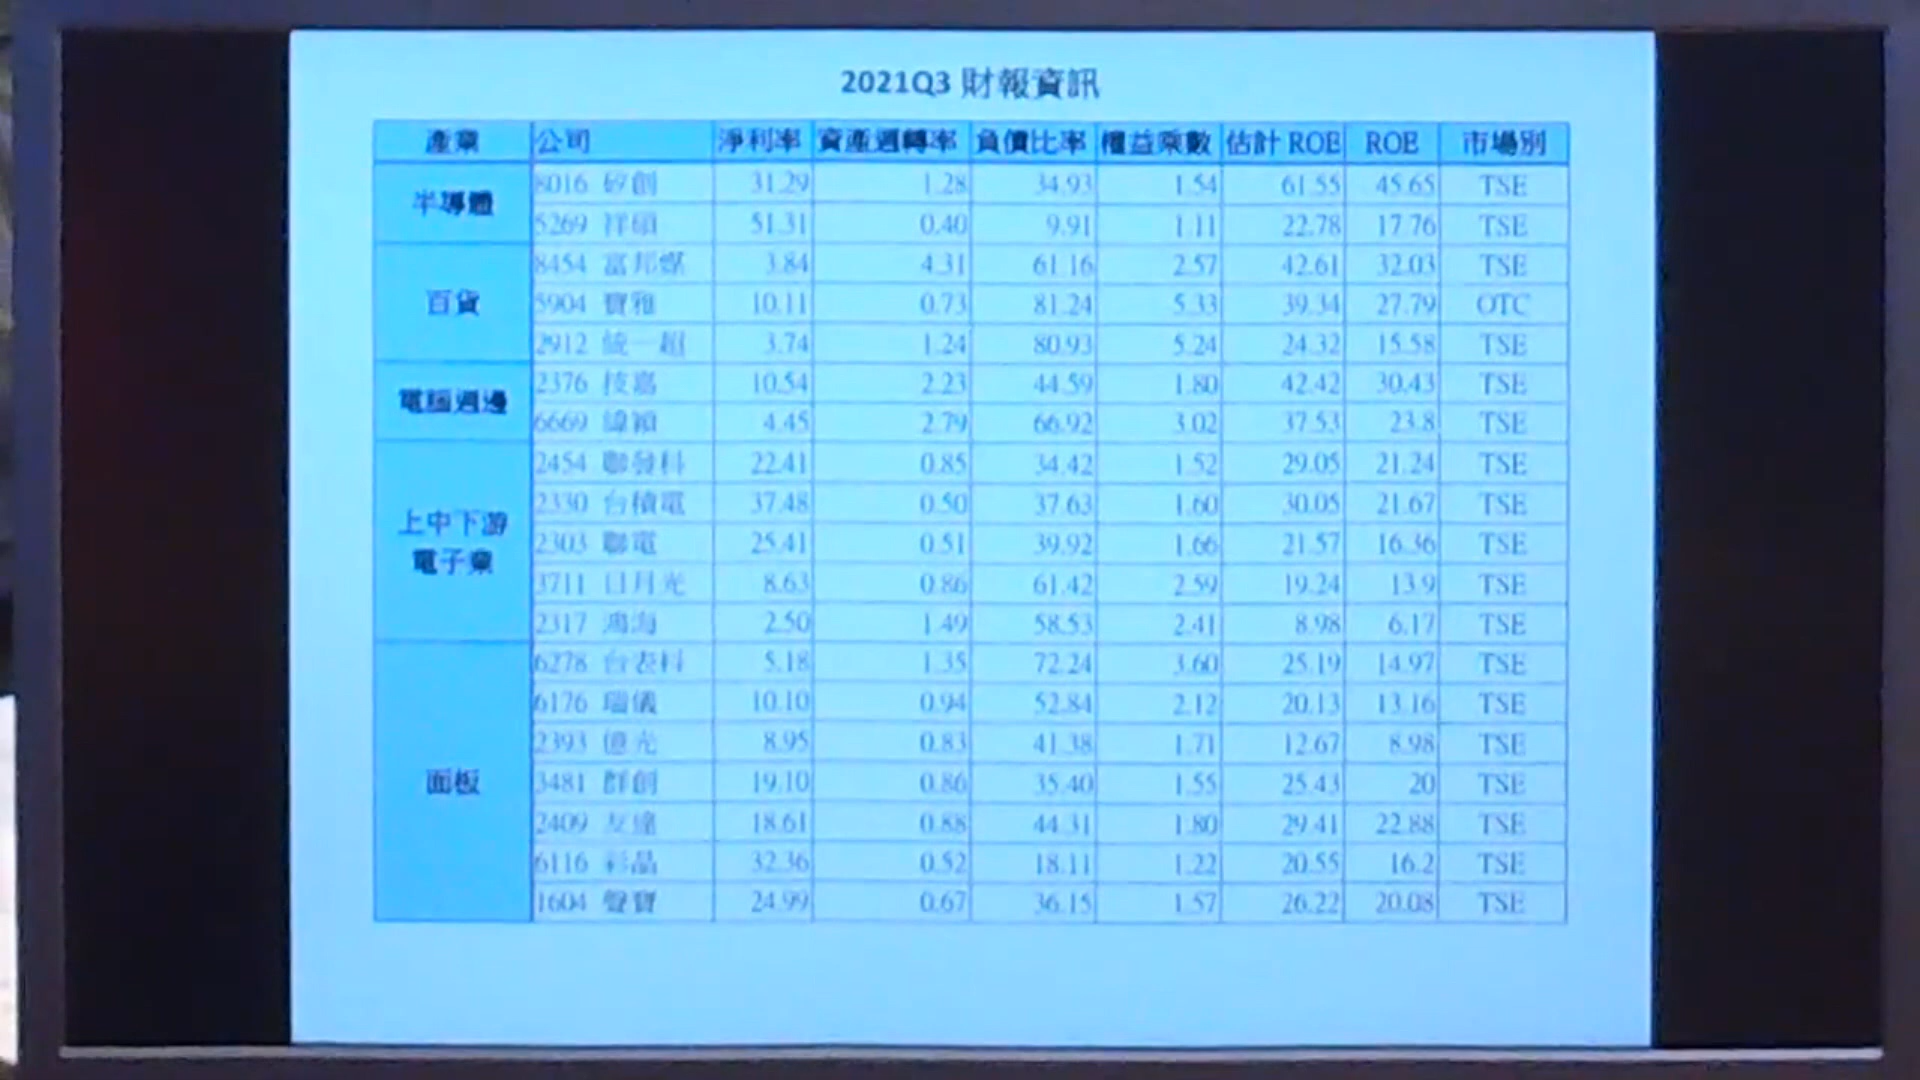 2021Q3 財報資訊
產業 公司 淨利率 資產週轉率 負債比率 權益乘數 估計 ROE ROE 市場別
半導體 8016 矽創 31.29 1.28 34.93 1.54 61.55 45.65 TSE
5269 祥碩 51.31 0.40 9.91 1.11 22.78 17.76 TSE
百貨 8454 富邦媒 3.84 4.31 61.16 2.57 42.61 32.03 TSE
5904 寶雅 10.11 0.73 81.24 5.33 39.34 27.79 OTC
2912 統一超 3.74 1.24 80.93 5.24 24.32 15.58 TSE
電腦週邊 2376 技嘉 10.54 2.23 44.59 1.80 42.42 30.43 TSE
6669 緯穎 4.45 2.79 66.92 3.02 37.53 23.8 TSE
上中下游 電子業 2454 聯發科 22.41 0.85 34.42 1.52 29.05 21.24 TSE
2330 台積電 37.48 0.50 37.63 1.60 30.05 21.67 TSE
2303 聯電 25.41 0.51 39.92 1.66 21.57 16.36 TSE
3711 日月光 8.63 0.86 61.42 2.59 19.24 13.9 TSE
2317 鴻海 2.50 1.49 58.53 2.41 8.98 6.17 TSE
面板 6278 台表科 5.18 1.35 72.24 3.60 25.19 14.97 TSE
6176 瑞儀 10.10 0.94 52.84 2.12 20.13 13.16 TSE
2393 億光 8.95 0.83 41.38 1.71 12.67 8.98 TSE
3481 群創 19.10 0.86 35.40 1.55 25.43 20 TSE
2409 友達 18.61 0.88 44.31 1.80 29.41 22.88 TSE
6116 彩晶 32.36 0.52 18.11 1.22 20.55 16.2 TSE
1604 聲寶 24.99 0.67 36.15 1.57 26.22 20.08 TSE